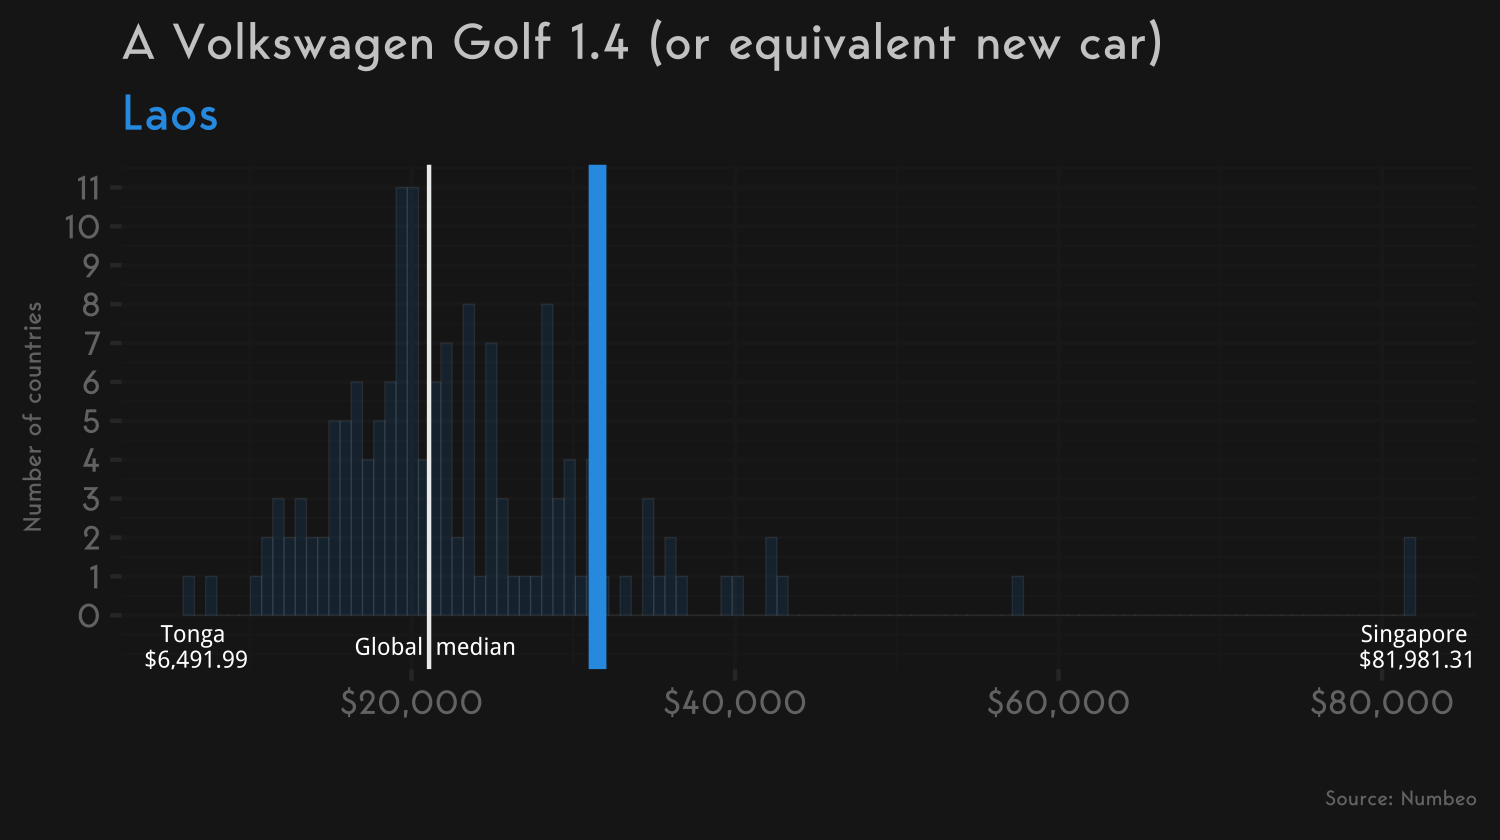 A Volkswagen Golf 1.4 (or equivalent new car)
Laos
Number of countries
11
10
9
8
7
6
5
4
3
2
1
0
Tonga
$6,491.99
Global median
Singapore
$81,981.31
$20,000 $40,000 $60,000 $80,000
Source: Numbeo